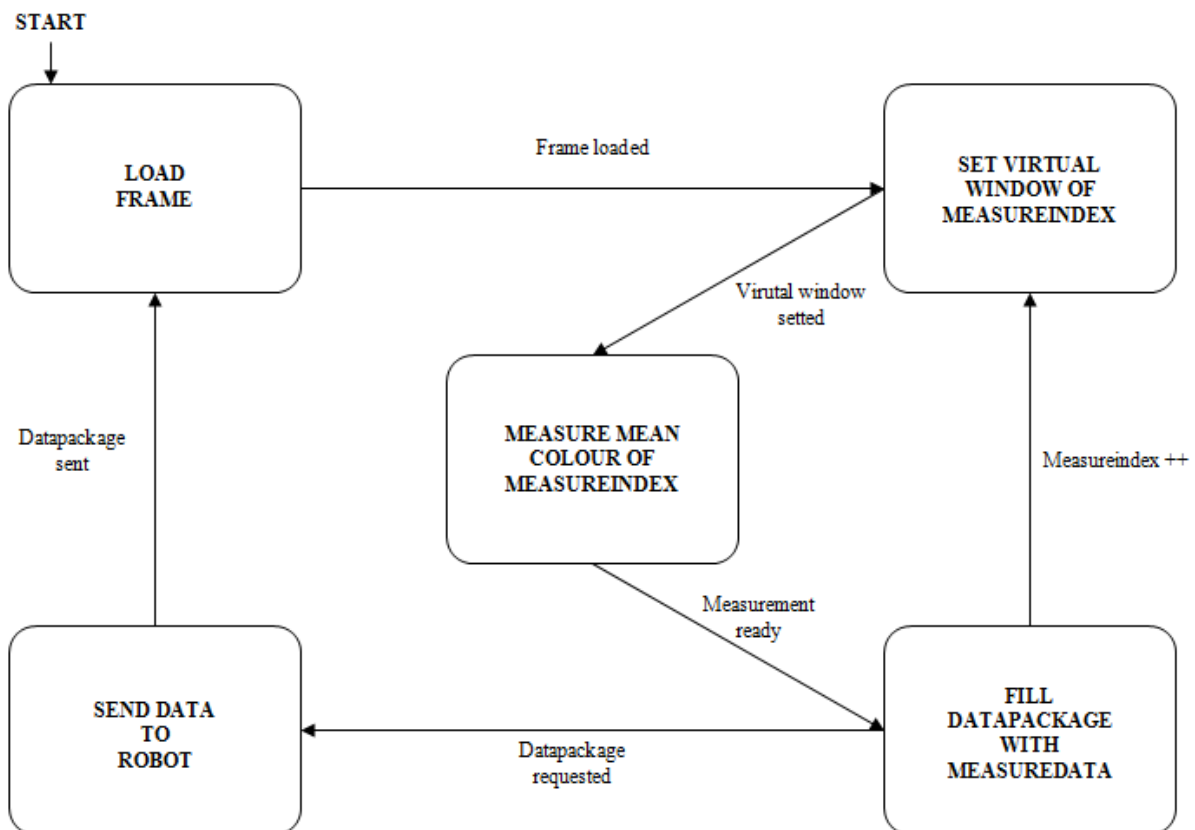 START
LOAD
FRAME
Frame loaded
SET VIRTUAL
WINDOW OF
MEASUREINDEX
Virutal window
setted
MEASURE MEAN
COLOUR OF
MEASUREINDEX
Datapackage
sent
Measureindex ++
Measurement
ready
SEND DATA
TO
ROBOT
Datapackage
requested
FILL
DATAPACKAGE
WITH
MEASUREDATA